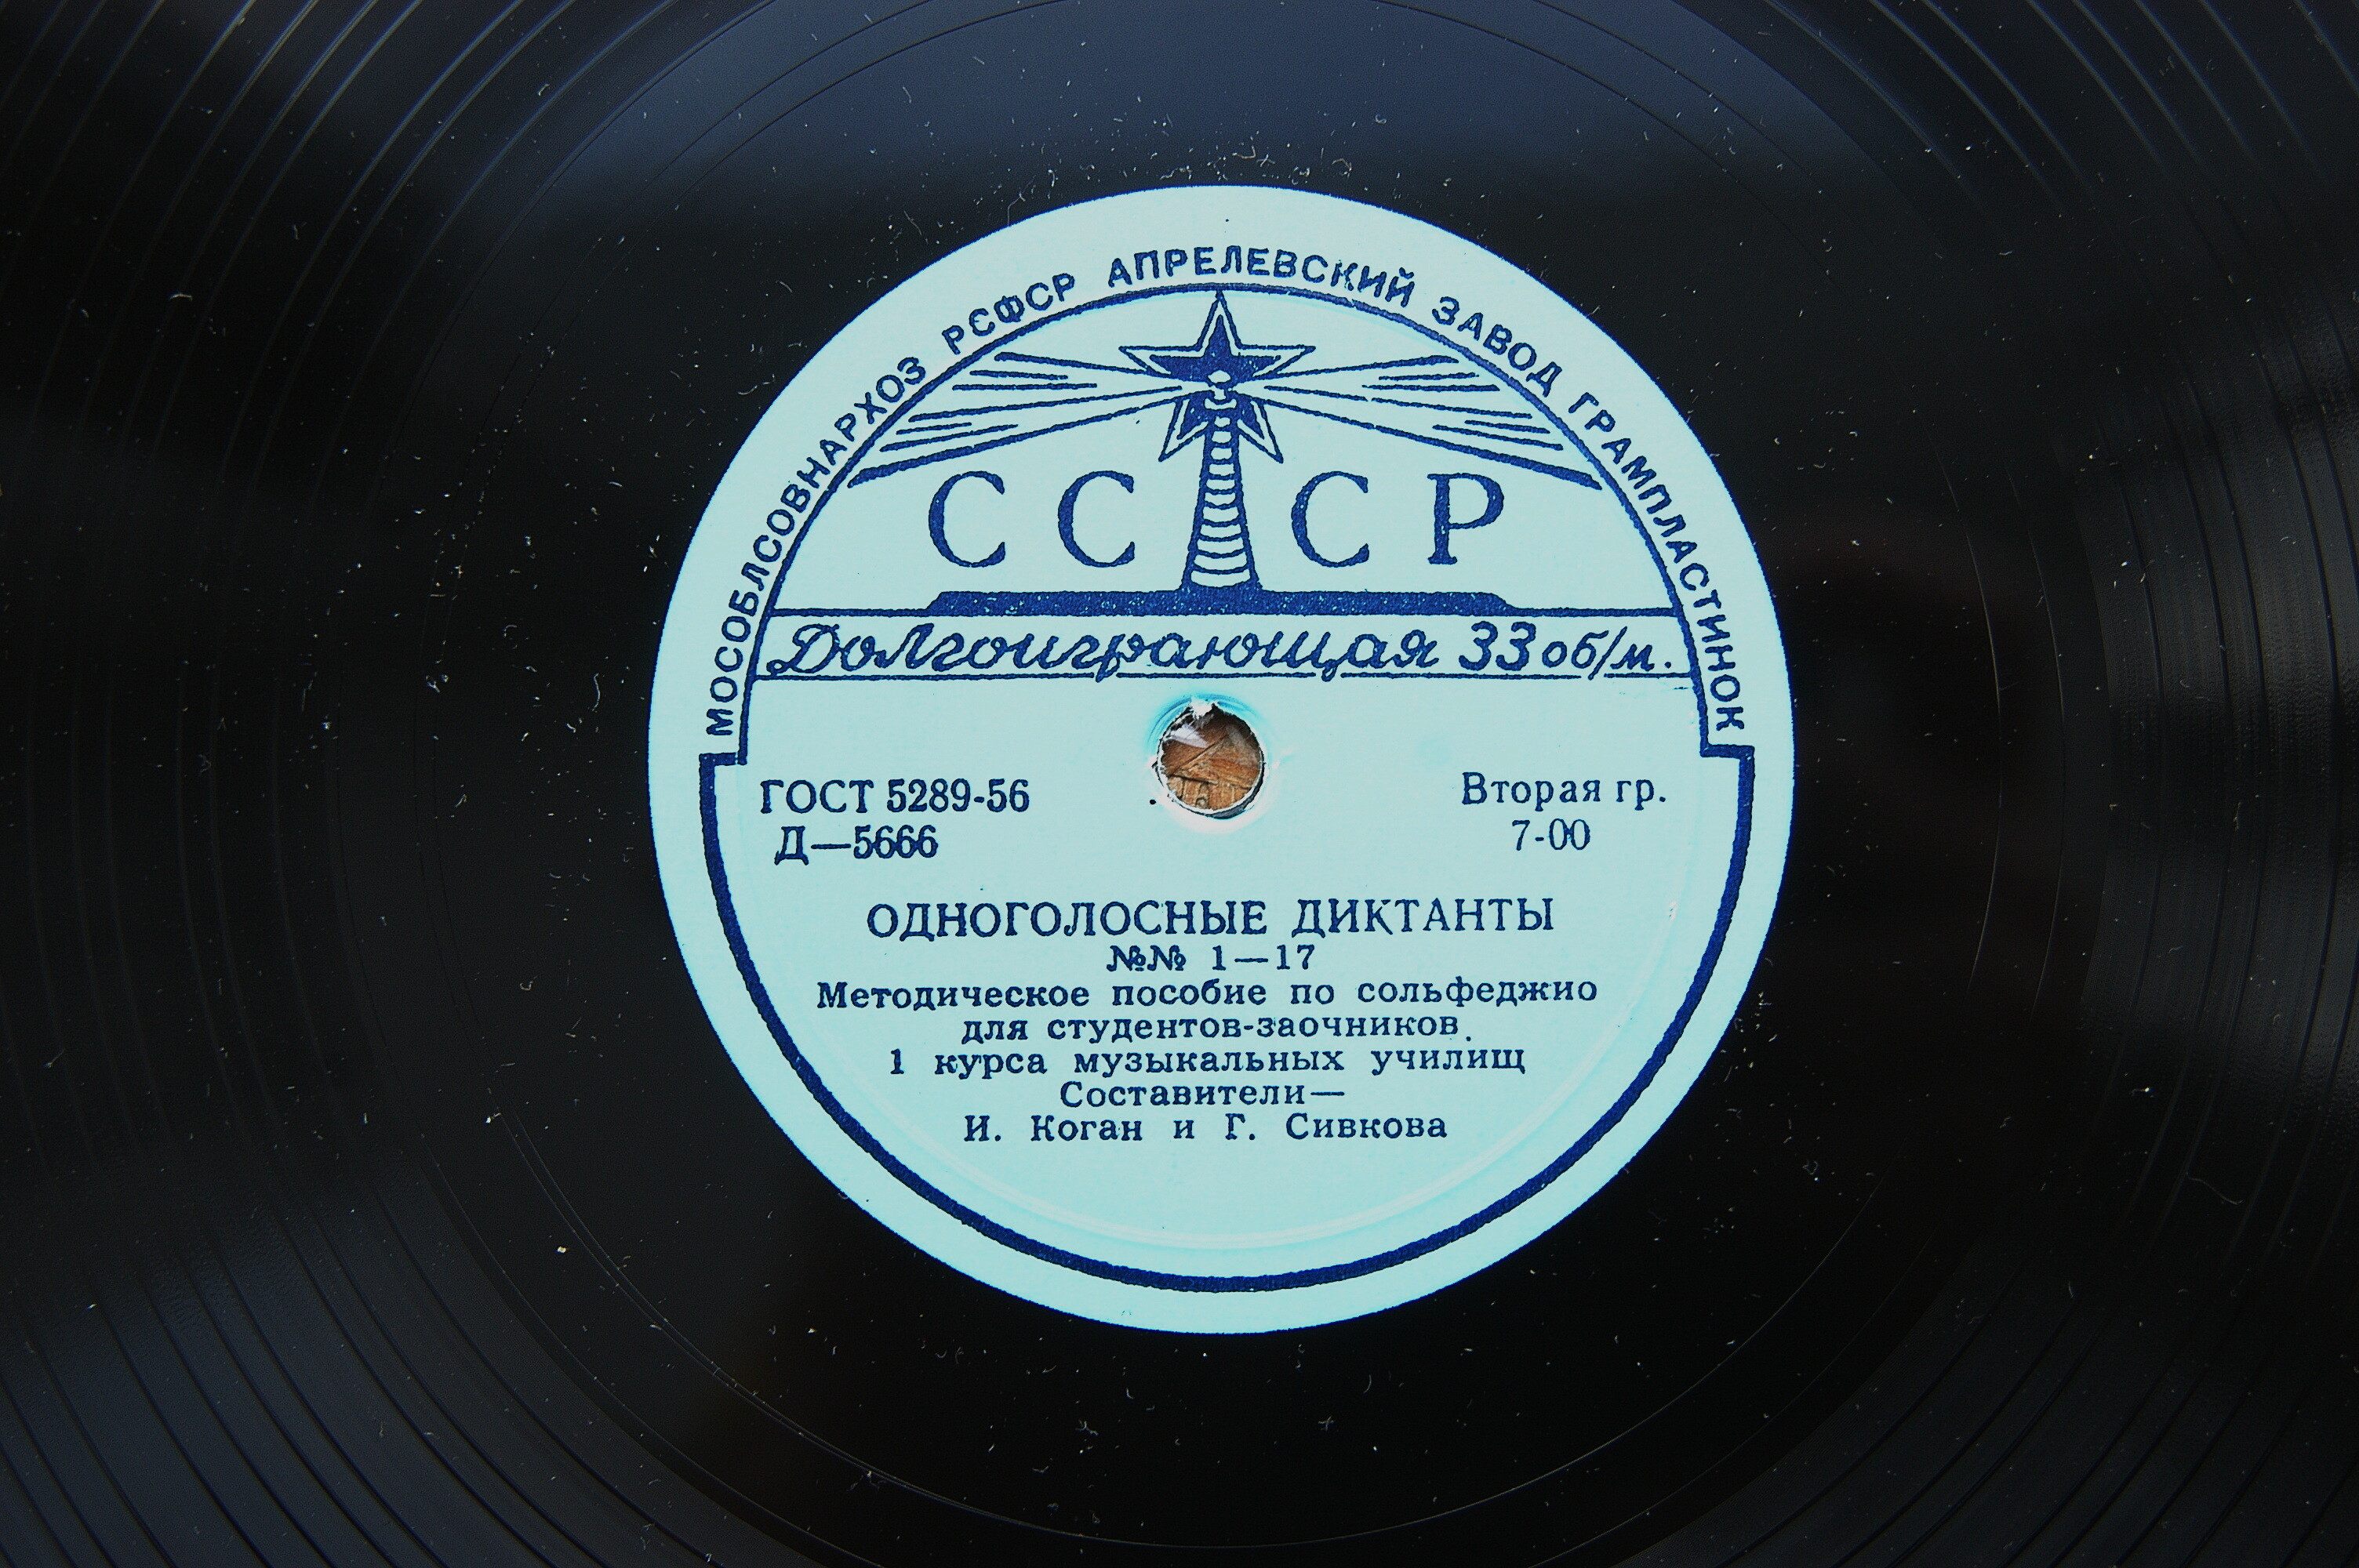 МОСОБЛСОВНАРХОЗ РСФСР АПРЕЛЕВСКИЙ ЗАВОД ГРАМПЛАСТИНОК
СССР
Долгоиграющая 33 об/м.
ГОСТ 5289-56
Д—5666
Вторая гр.
7-00
ОДНОГОЛОСНЫЕ ДИКТАНТЫ
№№ 1—17
Методическое пособие по сольфеджио
для студентов-заочников
1 курса музыкальных училищ
Составители—
И. Коган и Г. Сивкова